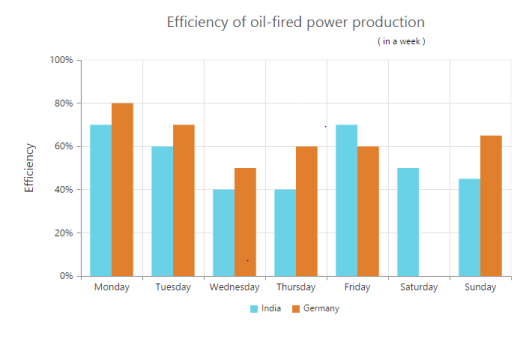 Efficiency of oil-fired power production
( in a week )
100%
80%
60%
40%
20%
0%
Efficiency
Monday Tuesday Wednesday Thursday Friday Saturday Sunday
India Germany